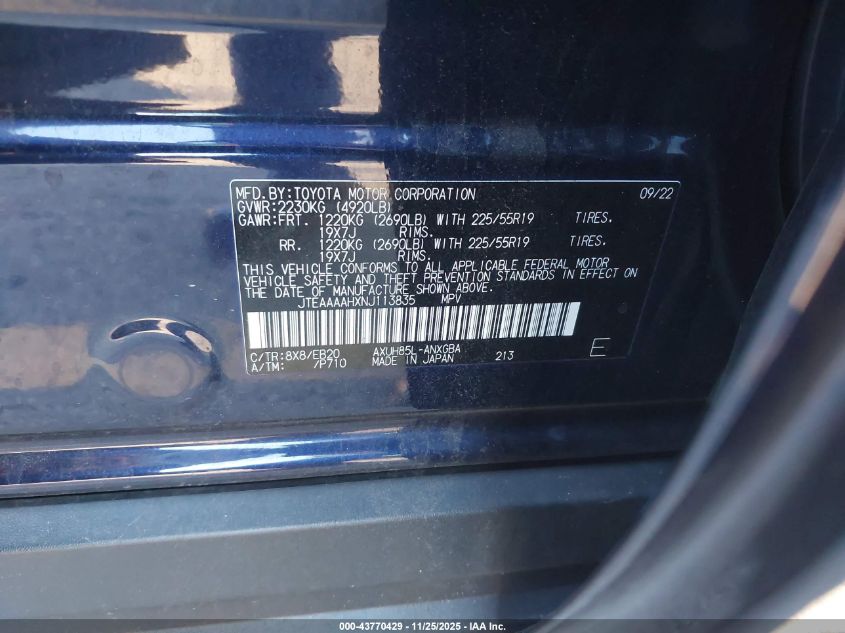 MFD.BY:TOYOTA MOTOR CORPORATION 09/22
GVWR:2230KG (4920LB)
GAWR:FRT. 1220KG (2690LB) WITH 225/55R19 TIRES.
19X7J RIMS.
RR. 1220KG (2690LB) WITH 225/55R19 TIRES.
19X7J RIMS.
THIS VEHICLE CONFORMS TO ALL APPLICABLE FEDERAL MOTOR
VEHICLE SAFETY AND THEFT PREVENTION STANDARDS IN EFFECT ON
THE DATE OF MANUFACTURE SHOWN ABOVE.
JTEAAAAHXNJ113835 MPV
C/TR:8X8/EB20 AXUH85L-ANXGBA
A/TM: /P710 MADE IN JAPAN 213 E
000-43770429 - 11/25/2025 - IAA Inc.